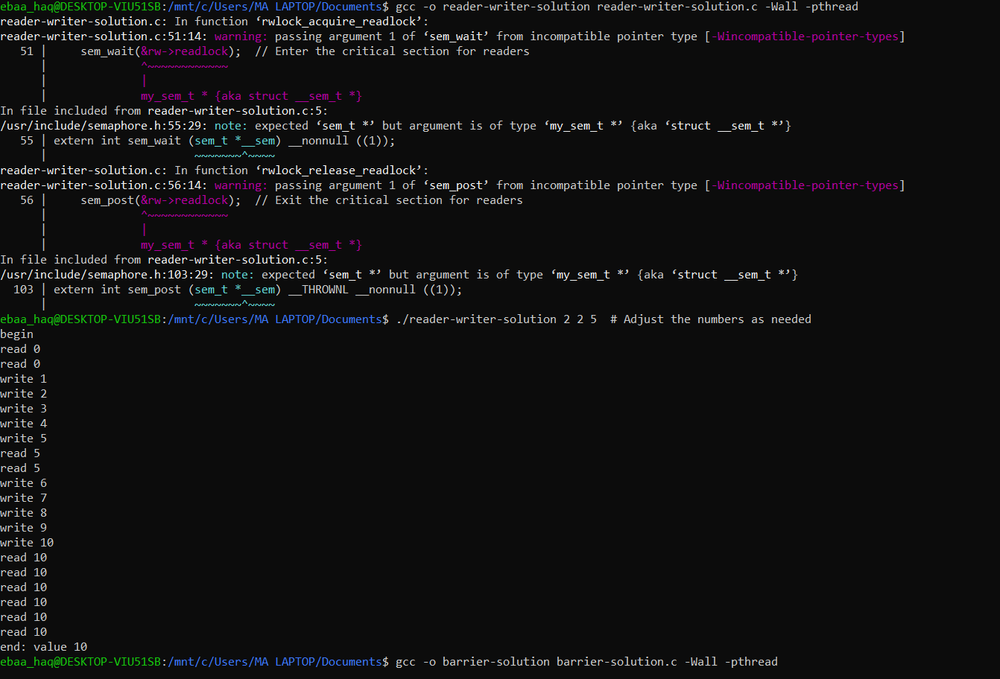 ebaa_haq@DESKTOP-VIU51SB:/mnt/c/Users/MA LAPTOP/Documents$ gcc -o reader-writer-solution reader-writer-solution.c -Wall -pthread
reader-writer-solution.c: In function ‘rwlock_acquire_readlock’:
reader-writer-solution.c:51:14: warning: passing argument 1 of ‘sem_wait’ from incompatible pointer type [-Wincompatible-pointer-types]
   51 |     sem_wait(&rw->readlock);  // Enter the critical section for readers
      |              ^~~~~~~~~~~~~
      |              |
      |              my_sem_t * {aka struct __sem_t *}
In file included from reader-writer-solution.c:5:
/usr/include/semaphore.h:55:29: note: expected ‘sem_t *’ but argument is of type ‘my_sem_t *’ {aka ‘struct __sem_t *’}
   55 | extern int sem_wait (sem_t *__sem) __nonnull ((1));
      |                      ~~~~~~~^~~~~
reader-writer-solution.c: In function ‘rwlock_release_readlock’:
reader-writer-solution.c:56:14: warning: passing argument 1 of ‘sem_post’ from incompatible pointer type [-Wincompatible-pointer-types]
   56 |     sem_post(&rw->readlock);  // Exit the critical section for readers
      |              ^~~~~~~~~~~~~
      |              |
      |              my_sem_t * {aka struct __sem_t *}
In file included from reader-writer-solution.c:5:
/usr/include/semaphore.h:103:29: note: expected ‘sem_t *’ but argument is of type ‘my_sem_t *’ {aka ‘struct __sem_t *’}
  103 | extern int sem_post (sem_t *__sem) __THROWNL __nonnull ((1));
      |                      ~~~~~~~^~~~~
ebaa_haq@DESKTOP-VIU51SB:/mnt/c/Users/MA LAPTOP/Documents$ ./reader-writer-solution 2 2 5  # Adjust the numbers as needed
begin
read 0
read 0
write 1
write 2
write 3
write 4
write 5
read 5
read 5
write 6
write 7
write 8
write 9
write 10
read 10
read 10
read 10
read 10
read 10
read 10
end: value 10
ebaa_haq@DESKTOP-VIU51SB:/mnt/c/Users/MA LAPTOP/Documents$ gcc -o barrier-solution barrier-solution.c -Wall -pthread